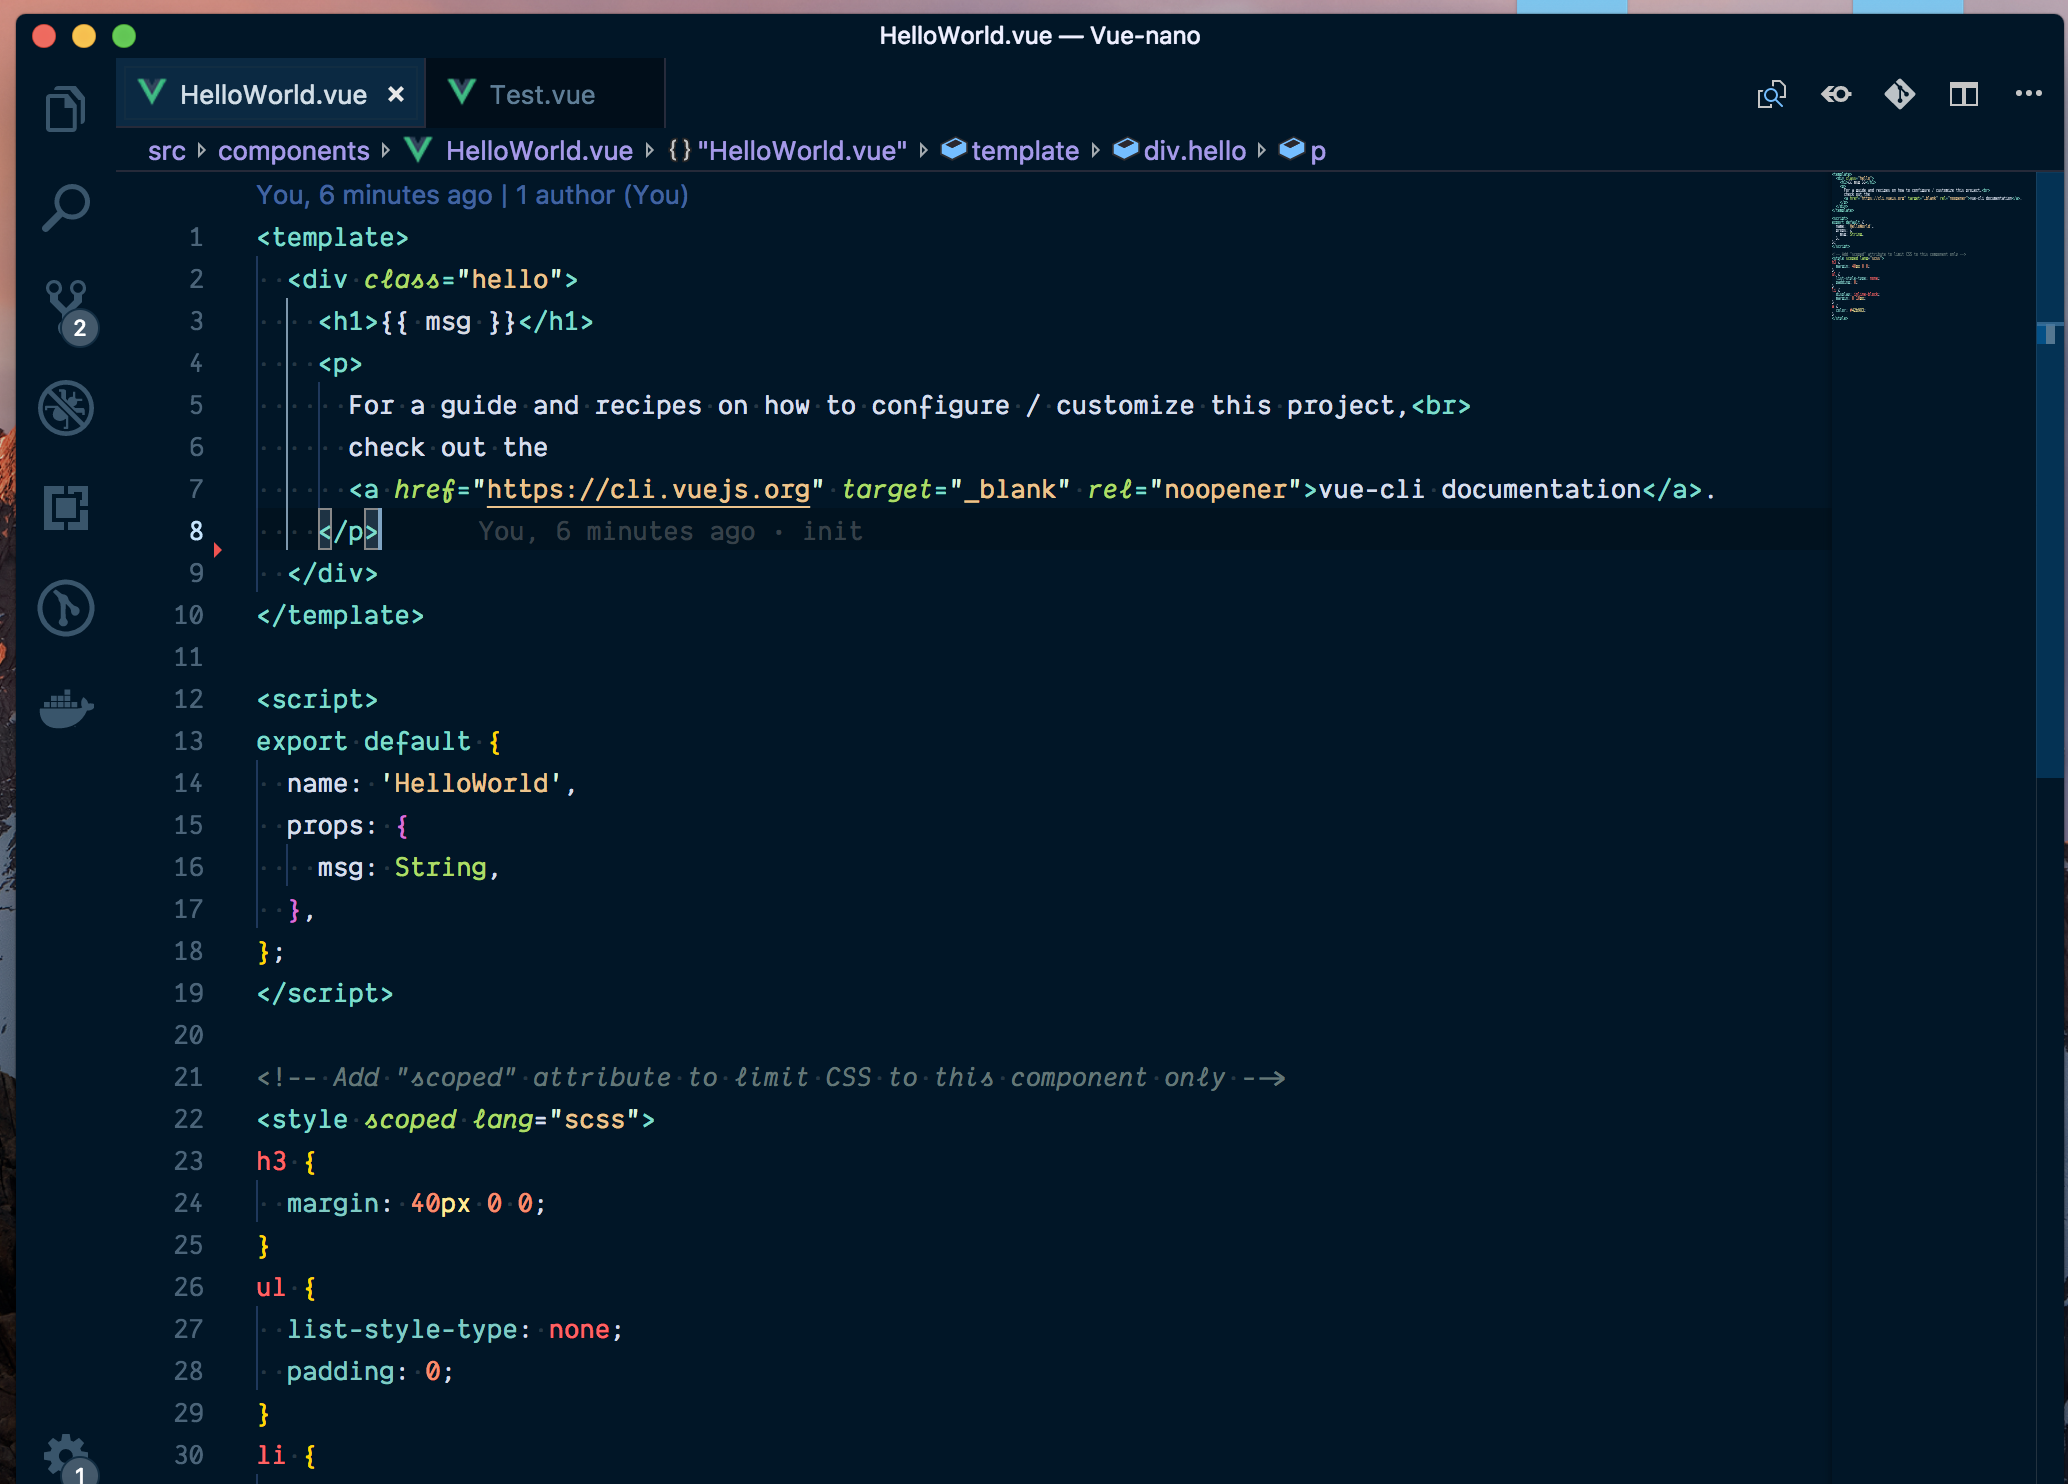 HelloWorld.vue — Vue-nano
HelloWorld.vue × Test.vue
src › components › HelloWorld.vue › {} "HelloWorld.vue" › template › div.hello › p
You, 6 minutes ago | 1 author (You)
1 <template>
2 <div class="hello">
3 <h1>{{ msg }}</h1>
4 <p>
5 For a guide and recipes on how to configure / customize this project,<br>
6 check out the
7 <a href="https://cli.vuejs.org" target="_blank" rel="noopener">vue-cli documentation</a>.
8 </p> You, 6 minutes ago • init
9 </div>
10 </template>
11
12 <script>
13 export default {
14 name: 'HelloWorld',
15 props: {
16 msg: String,
17 },
18 };
19 </script>
20
21 <!-- Add "scoped" attribute to limit CSS to this component only -->
22 <style scoped lang="scss">
23 h3 {
24 margin: 40px 0 0;
25 }
26 ul {
27 list-style-type: none;
28 padding: 0;
29 }
30 li {
2
1